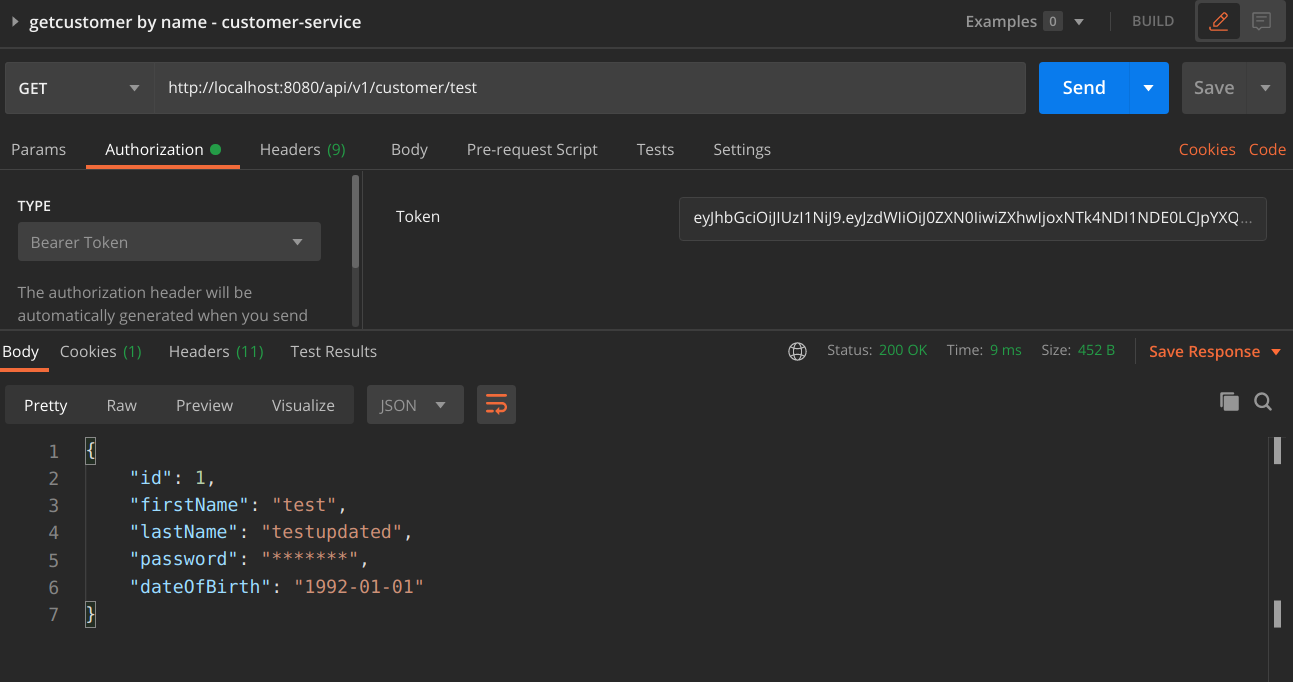 getcustomer by name - customer-service
Examples 0 BUILD
GET http://localhost:8080/api/v1/customer/test Send Save
Params Authorization Headers (9) Body Pre-request Script Tests Settings Cookies Code
TYPE
Bearer Token
The authorization header will be
automatically generated when you send
Token eyJhbGciOiJIUzI1NiJ9.eyJzdWIiOiJ0ZXN0IiwiZXhwIjoxNTk4NDI1NDE0LCJpYXQ...
Body Cookies (1) Headers (11) Test Results Status: 200 OK Time: 9 ms Size: 452 B Save Response
Pretty Raw Preview Visualize JSON
1 {
2 "id": 1,
3 "firstName": "test",
4 "lastName": "testupdated",
5 "password": "*******",
6 "dateOfBirth": "1992-01-01"
7 }